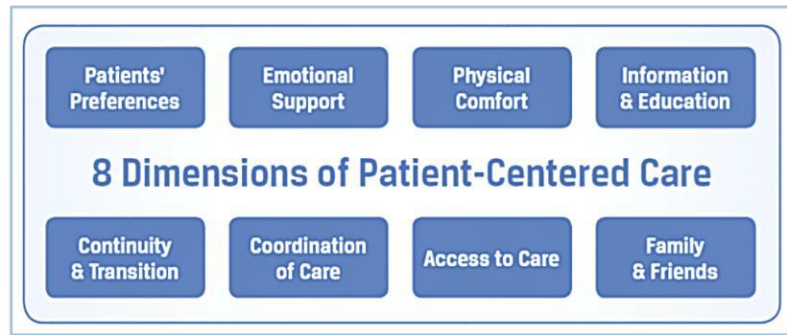 Patients'
Preferences
Emotional
Support
Physical
Comfort
Information
& Education
8 Dimensions of Patient-Centered Care
Continuity
& Transition
Coordination
of Care
Access to Care
Family
& Friends